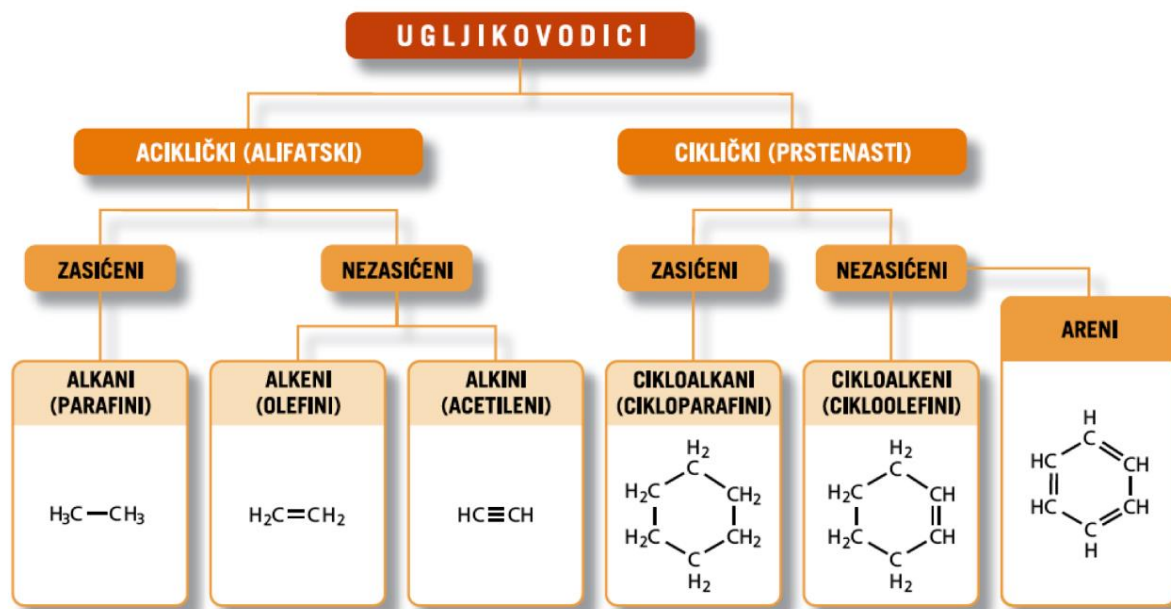 UGLJIKOVODICI
ACIKLIČKI (ALIFATSKI)
CIKLIČKI (PRSTENASTI)
ZASIĆENI
NEZASIĆENI
ZASIĆENI
NEZASIĆENI
ARENI
ALKANI
(PARAFINI)
ALKENI
(OLEFINI)
ALKINI
(ACETILENI)
CIKLOALKANI
(CIKLOPARAFINI)
CIKLOALKENI
(CIKLOOLEFINI)
H₃C—CH₃
H₂C=CH₂
HC≡CH
H₂
C
H₂C CH₂
H₂C CH₂
C
H₂
H₂
C
H₂C CH
H₂C CH
C
H₂
H
C
HC CH
HC CH
C
H